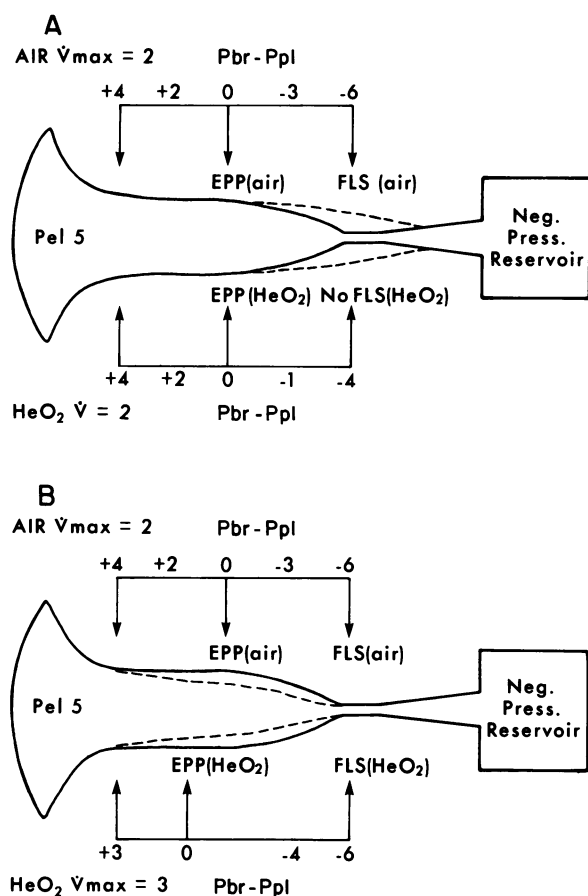 A
AIR V̇max = 2 Pbr-Ppl
+4 +2 0 -3 -6
EPP(air) FLS (air)
Pel 5
Neg.
Press.
Reservoir
EPP(HeO₂) No FLS(HeO₂)
+4 +2 0 -1 -4
HeO₂ V̇ = 2 Pbr-Ppl
B
AIR V̇max = 2 Pbr-Ppl
+4 +2 0 -3 -6
EPP(air) FLS(air)
Pel 5
Neg.
Press.
Reservoir
EPP(HeO₂) FLS(HeO₂)
+3 0 -4 -6
HeO₂ V̇max = 3 Pbr-Ppl